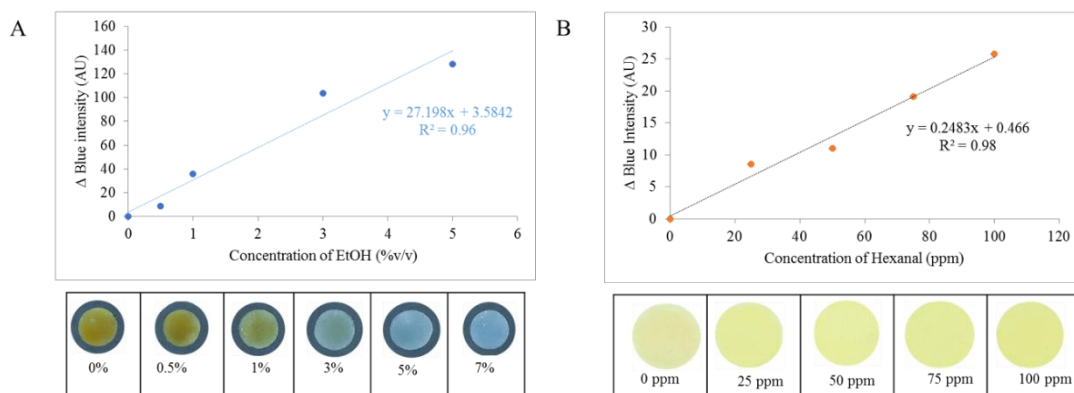 A
160
140
120
100
80
60
40
20
0
Δ Blue intensity (AU)
y = 27.198x + 3.5842
R² = 0.96
0 1 2 3 4 5 6
Concentration of EtOH (%v/v)
0% 0.5% 1% 3% 5% 7%
B
30
25
20
15
10
5
0
Δ Blue Intensity (AU)
y = 0.2483x + 0.466
R² = 0.98
0 20 40 60 80 100 120
Concentration of Hexanal (ppm)
0 ppm 25 ppm 50 ppm 75 ppm 100 ppm